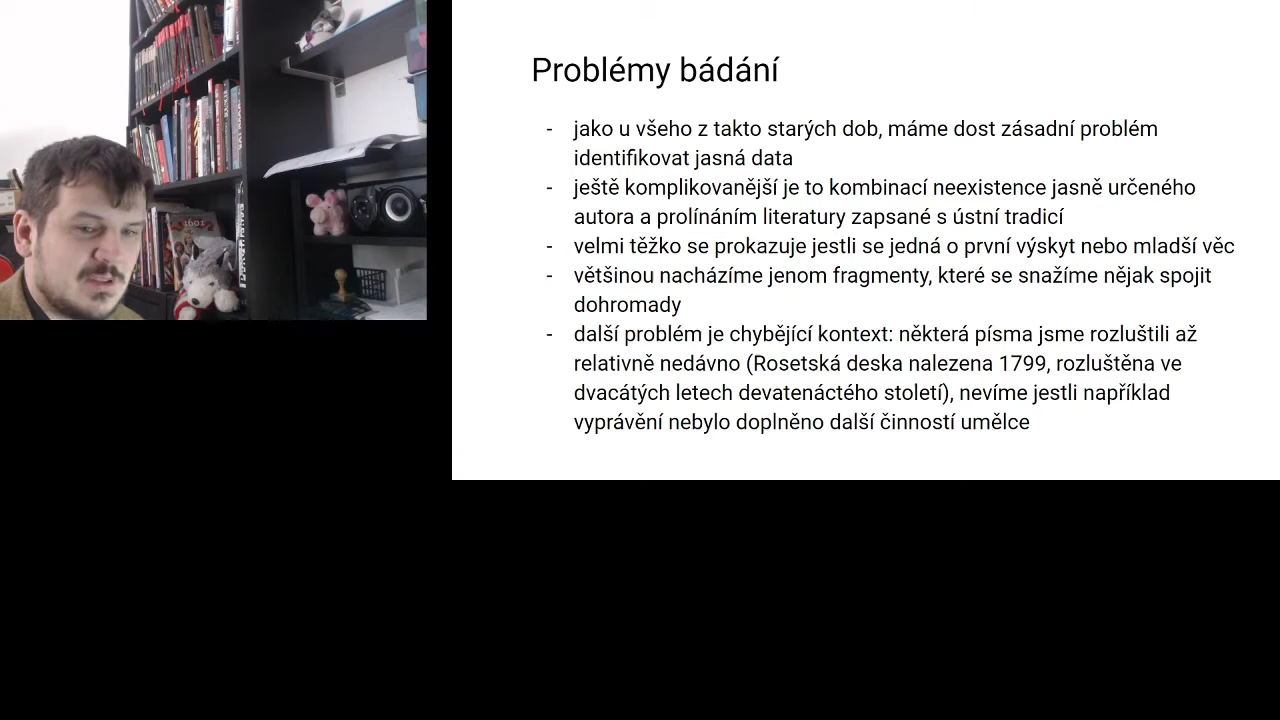 Problémy bádání
- jako u všeho z takto starých dob, máme dost zásadní problém
identifikovat jasná data
- ještě komplikovanější je to kombinací neexistence jasně určeného
autora a prolínáním literatury zapsané s ústní tradicí
- velmi těžko se prokazuje jestli se jedná o první výskyt nebo mladší věc
- většinou nacházíme jenom fragmenty, které se snažíme nějak spojit
dohromady
- další problém je chybějící kontext: některá písma jsme rozluštili až
relativně nedávno (Rosetská deska nalezena 1799, rozluštěna ve
dvacátých letech devatenáctého století), nevíme jestli například
vyprávění nebylo doplněno další činností umělce